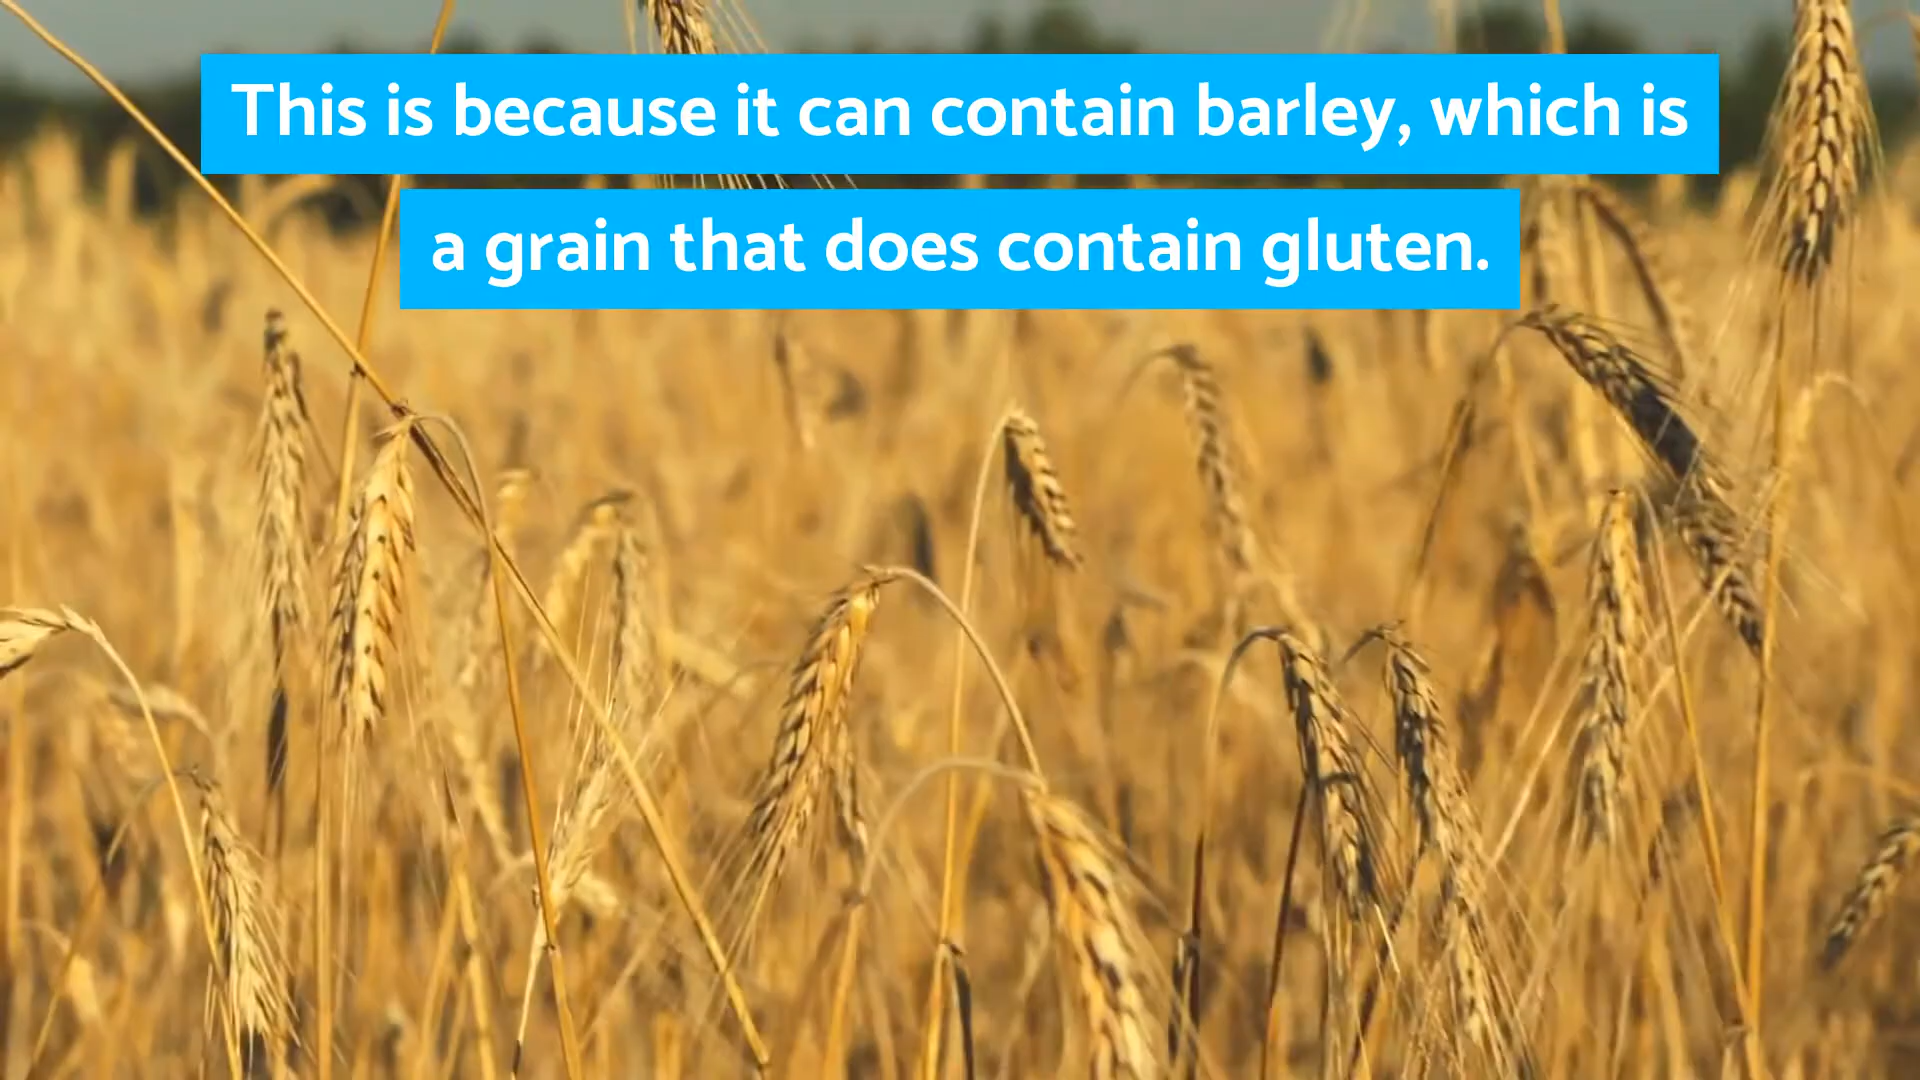 This is because it can contain barley, which is
a grain that does contain gluten.